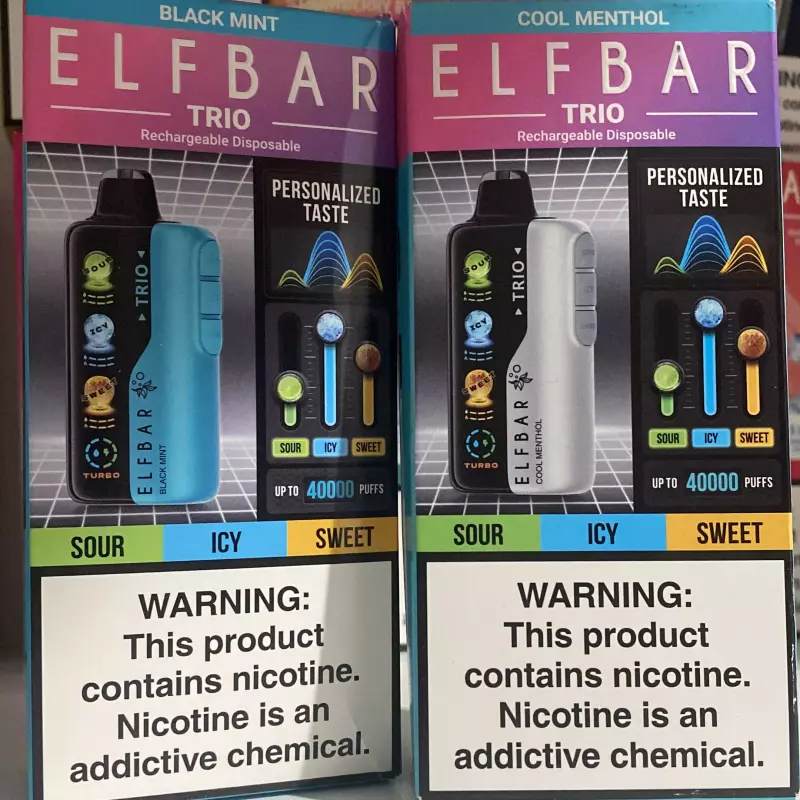 BLACK MINT
ELFBAR
TRIO
Rechargeable Disposable
PERSONALIZED
TASTE
SOUR
ICY
SWEET
TURBO
TRIO
ELFBAR
BLACK MINT
SOUR ICY SWEET
UP TO 40000 PUFFS
SOUR ICY SWEET
WARNING:
This product
contains nicotine.
Nicotine is an
addictive chemical.
COOL MENTHOL
ELFBAR
TRIO
Rechargeable Disposable
PERSONALIZED
TASTE
SOUR
ICY
SWEET
TURBO
TRIO
ELFBAR
COOL MENTHOL
SOUR ICY SWEET
UP TO 40000 PUFFS
SOUR ICY SWEET
WARNING:
This product
contains nicotine.
Nicotine is an
addictive chemical.